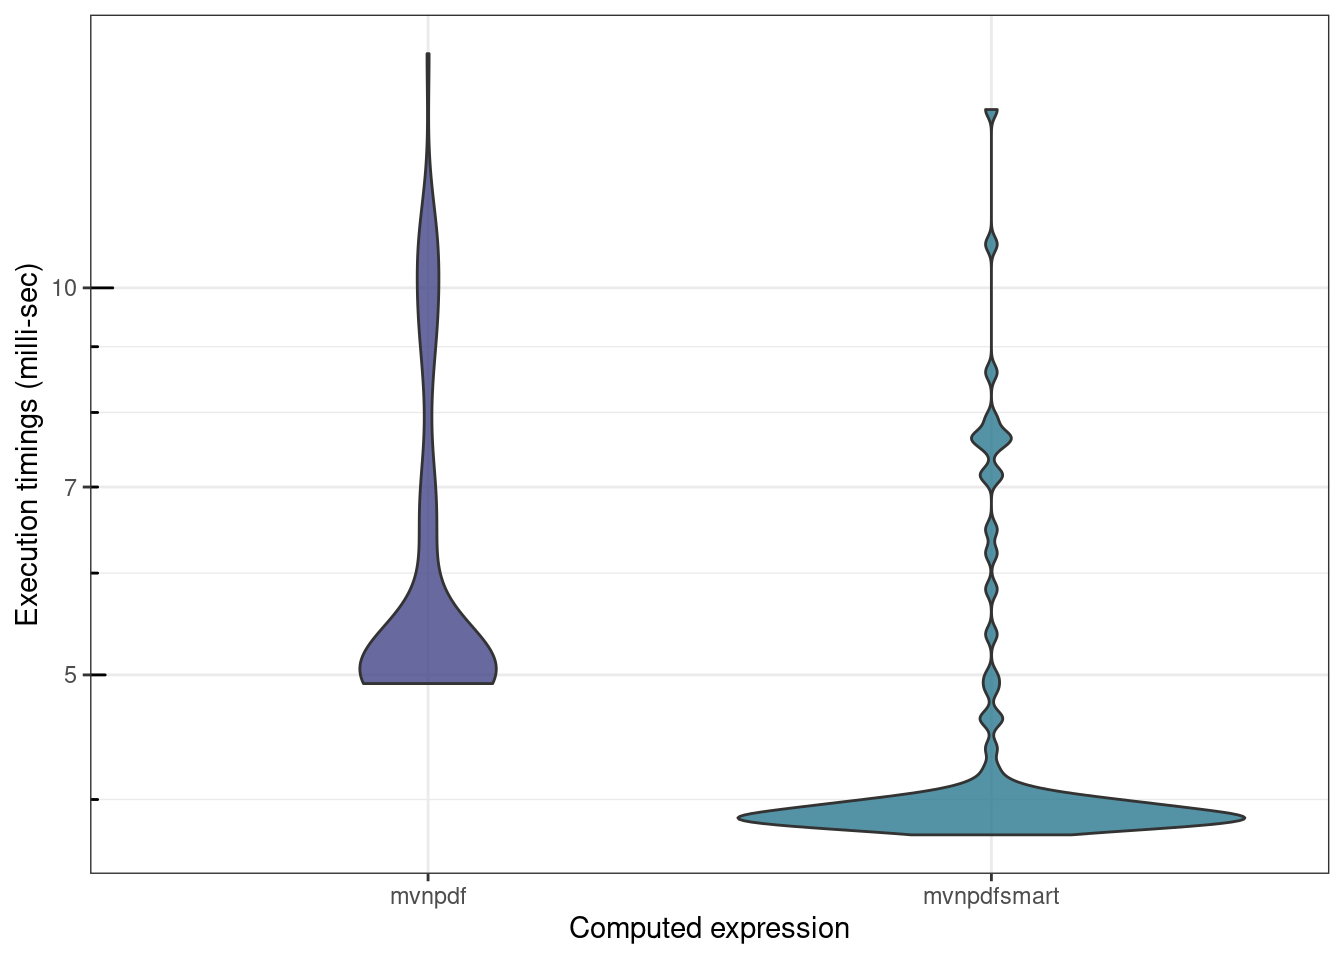 Execution timings (milli-sec)
10
7
5
mvnpdf
mvnpdfsmart
Computed expression